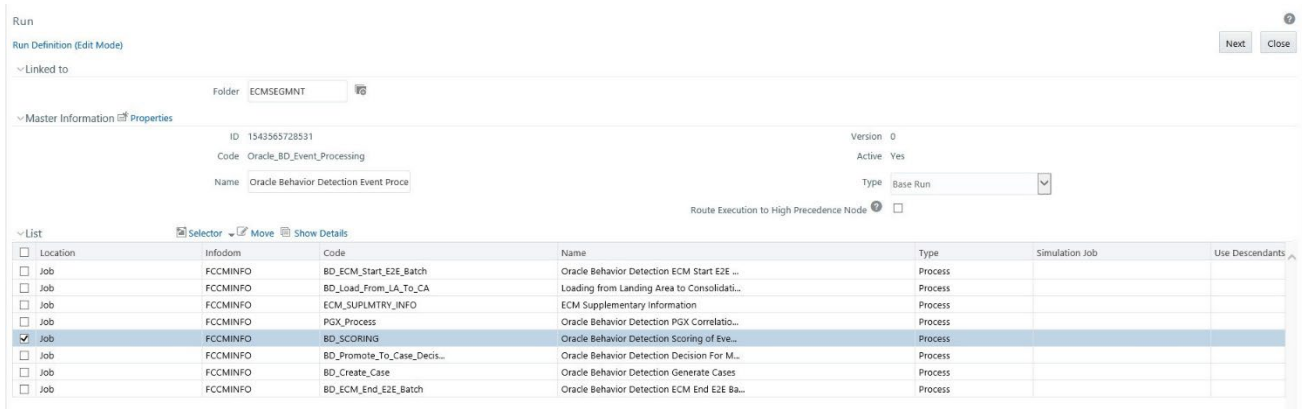 Run
Run Definition (Edit Mode) Next Close
Linked to
Folder ECMSEGMNT
Master Information Properties
ID 1543565728531 Version 0
Code Oracle_BD_Event_Processing Active Yes
Name Oracle Behavior Detection Event Proce Type Base Run
Route Execution to High Precedence Node
List Selector Move Show Details
Location Infodom Code Name Type Simulation Job Use Descendants
Job FCCMINFO BD_ECM_Start_E2E_Batch Oracle Behavior Detection ECM Start E2E ... Process
Job FCCMINFO BD_Load_From_LA_To_CA Loading from Landing Area to Consolidati... Process
Job FCCMINFO ECM_SUPLMTRY_INFO ECM Supplementary Information Process
Job FCCMINFO PGX_Process Oracle Behavior Detection PGX Correlatio... Process
Job FCCMINFO BD_SCORING Oracle Behavior Detection Scoring of Eve... Process
Job FCCMINFO BD_Promote_To_Case_Decis... Oracle Behavior Detection Decision For M... Process
Job FCCMINFO BD_Create_Case Oracle Behavior Detection Generate Cases Process
Job FCCMINFO BD_ECM_End_E2E_Batch Oracle Behavior Detection ECM End E2E Ba... Process